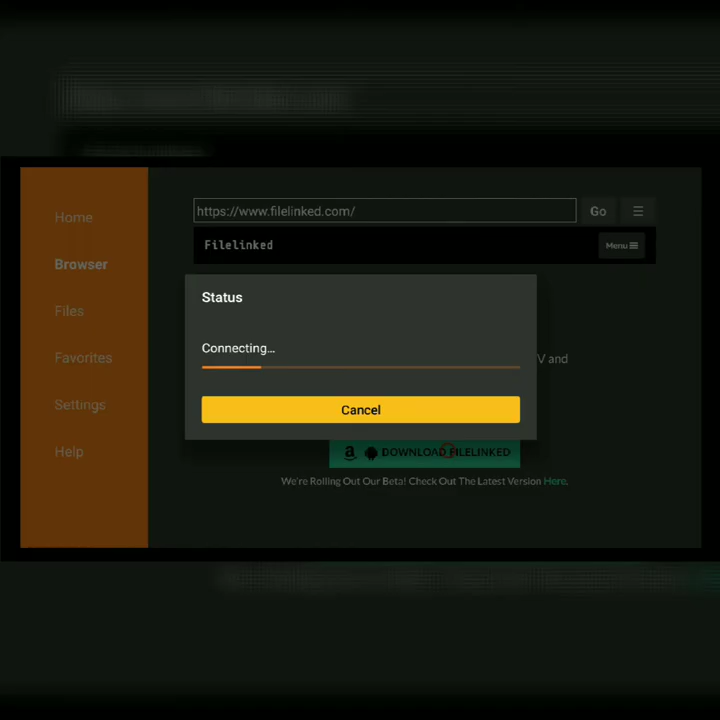 Home
Browser
Files
Favorites
Settings
Help
https://www.filelinked.com/
Go
Filelinked
Menu
Status
Connecting...
Cancel
V and
DOWNLOAD FILELINKED
We're Rolling Out Our Beta! Check Out The Latest Version Here.